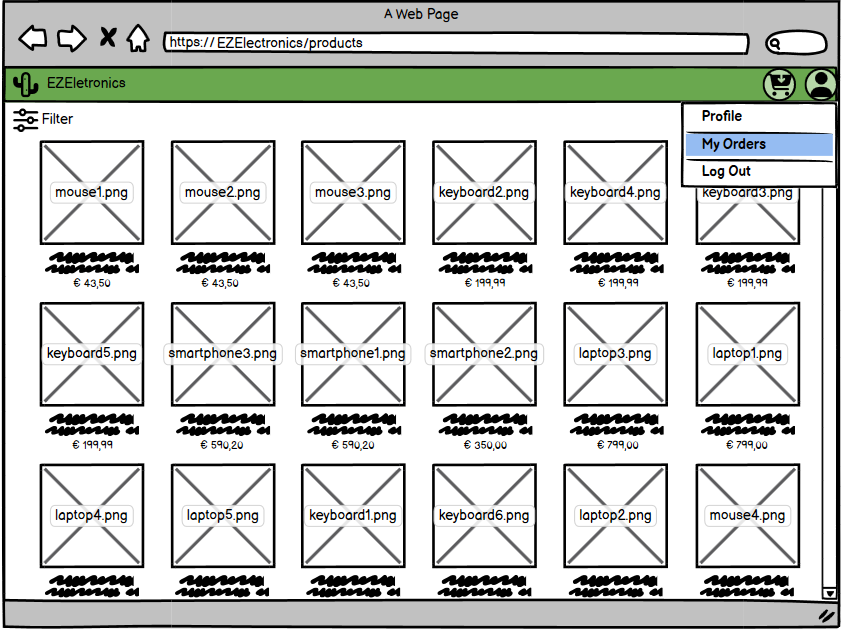 A Web Page
https:// EZElectronics/products
EZEletronics
Filter
Profile
My Orders
Log Out
mouse1.png mouse2.png mouse3.png keyboard2.png keyboard4.png keyboard3.png
€ 43,50 € 43,50 € 43,50 € 199,99 € 199,99 € 199,99
keyboard5.png smartphone3.png smartphone1.png smartphone2.png laptop3.png laptop1.png
€ 199,99 € 590,20 € 590,20 € 350,00 € 799,00 € 799,00
laptop4.png laptop5.png keyboard1.png keyboard6.png laptop2.png mouse4.png